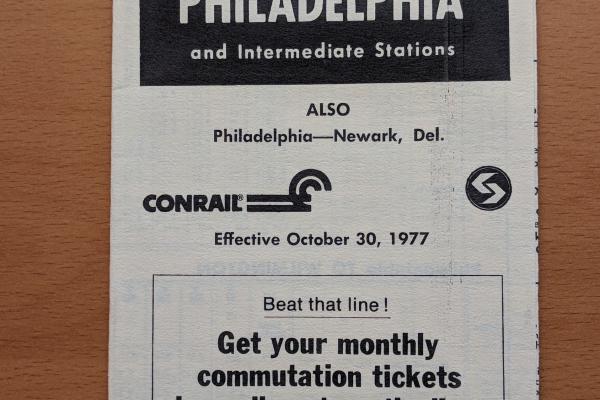 PHILADELPHIA
and Intermediate Stations
ALSO
Philadelphia—Newark, Del.
CONRAIL®
Effective October 30, 1977
Beat that line!
Get your monthly
commutation tickets